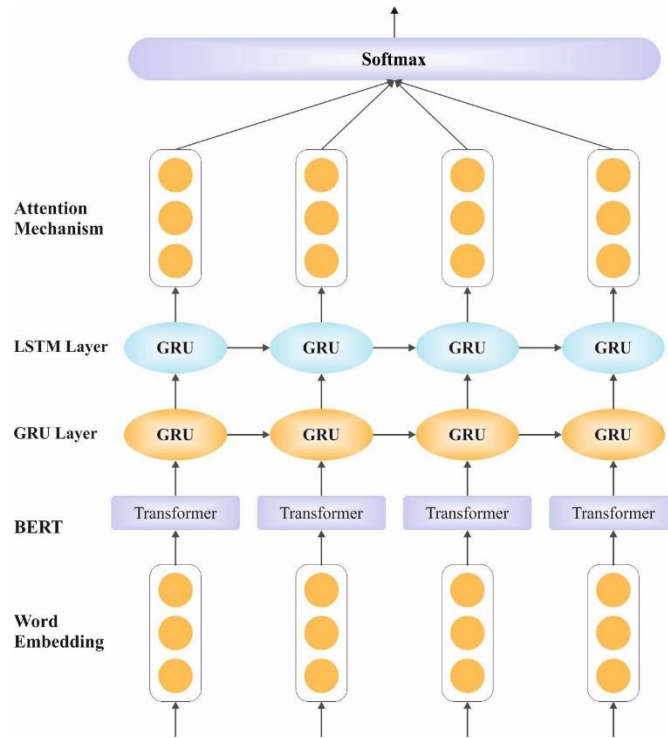 Softmax
Attention
Mechanism
LSTM Layer
GRU
GRU
GRU
GRU
GRU Layer
GRU
GRU
GRU
GRU
BERT
Transformer
Transformer
Transformer
Transformer
Word
Embedding